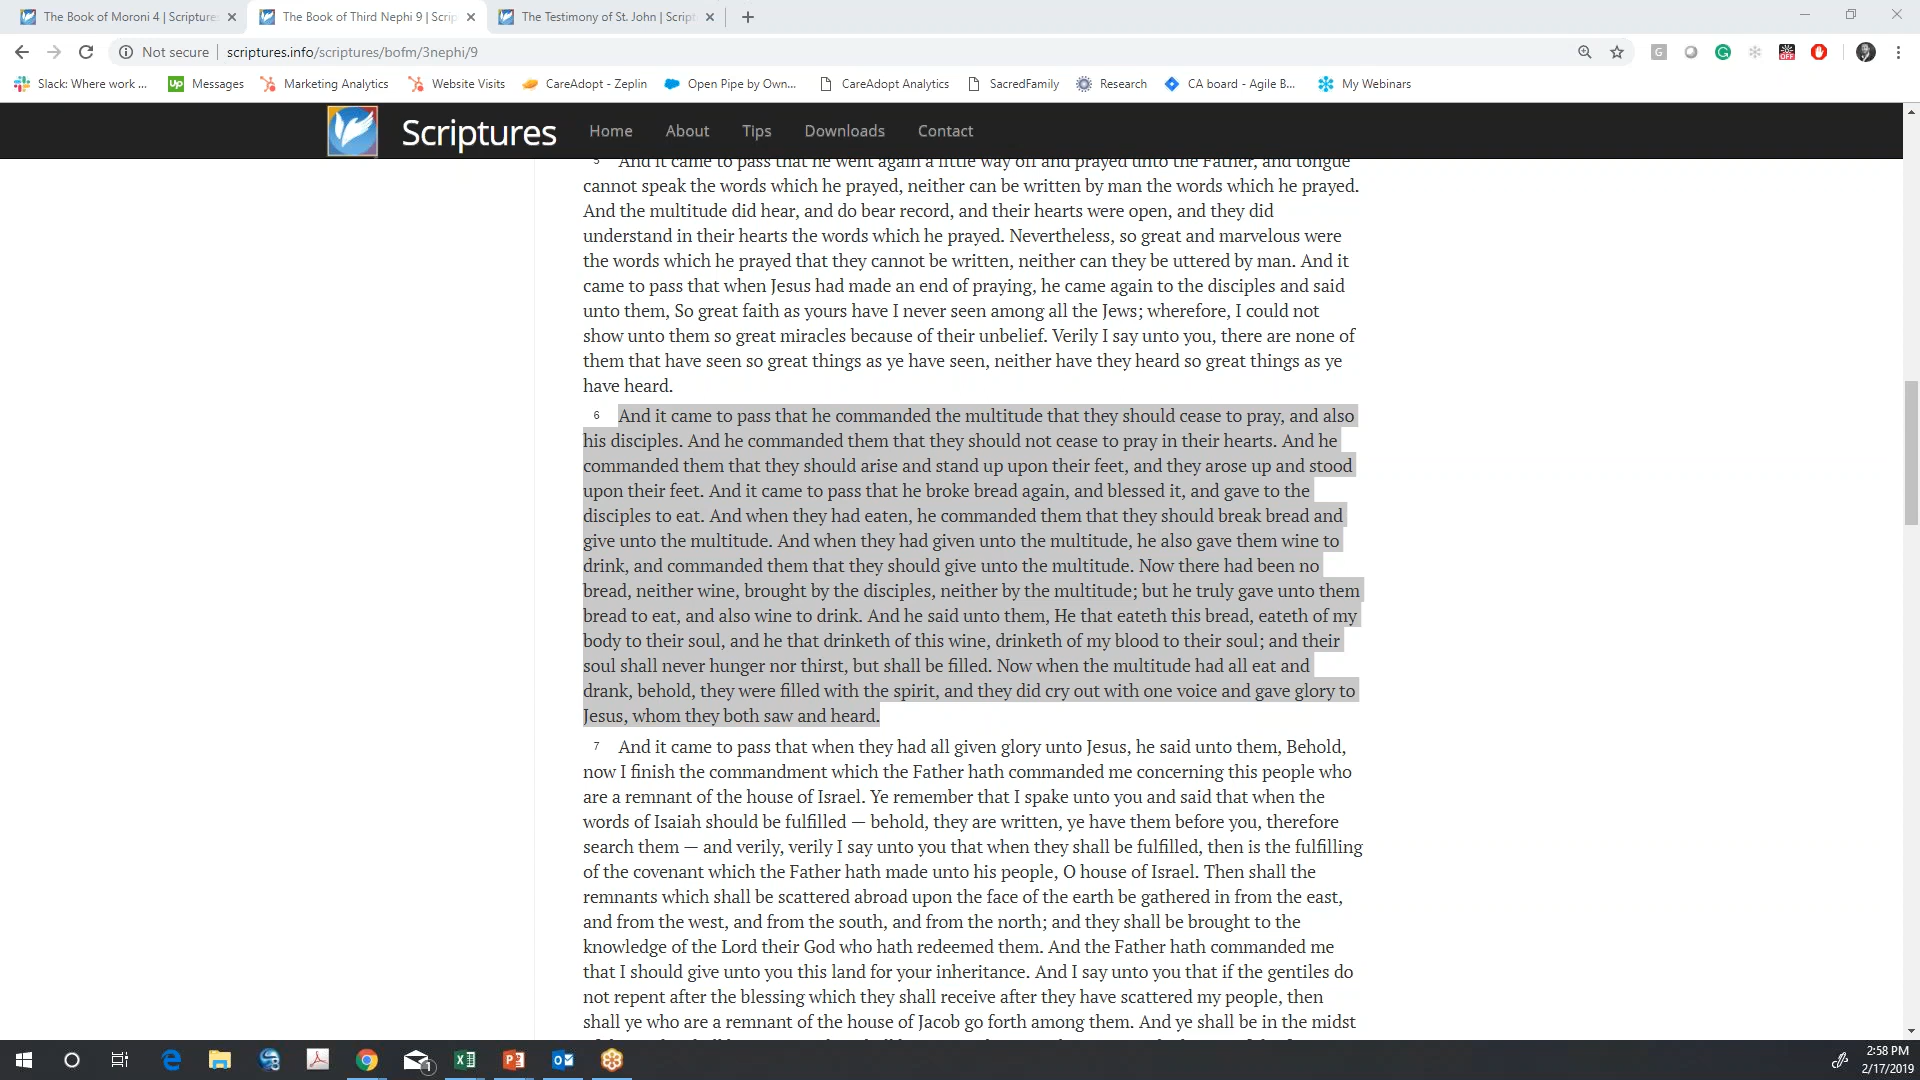 The Book of Moroni 4 | Scriptures
The Book of Third Nephi 9 | Scrip
The Testimony of St. John | Script
Not secure
scriptures.info/scriptures/bofm/3nephi/9
Slack: Where work ...
Messages
Marketing Analytics
Website Visits
CareAdopt - Zeplin
Open Pipe by Own...
CareAdopt Analytics
SacredFamily
Research
CA board - Agile B...
My Webinars
Scriptures
Home
About
Tips
Downloads
Contact
5 And it came to pass that he went again a little way off and prayed unto the Father, and tongue
cannot speak the words which he prayed, neither can be written by man the words which he prayed.
And the multitude did hear, and do bear record, and their hearts were open, and they did
understand in their hearts the words which he prayed. Nevertheless, so great and marvelous were
the words which he prayed that they cannot be written, neither can they be uttered by man. And it
came to pass that when Jesus had made an end of praying, he came again to the disciples and said
unto them, So great faith as yours have I never seen among all the Jews; wherefore, I could not
show unto them so great miracles because of their unbelief. Verily I say unto you, there are none of
them that have seen so great things as ye have seen, neither have they heard so great things as ye
have heard.
6 And it came to pass that he commanded the multitude that they should cease to pray, and also
his disciples. And he commanded them that they should not cease to pray in their hearts. And he
commanded them that they should arise and stand up upon their feet, and they arose up and stood
upon their feet. And it came to pass that he broke bread again, and blessed it, and gave to the
disciples to eat. And when they had eaten, he commanded them that they should break bread and
give unto the multitude. And when they had given unto the multitude, he also gave them wine to
drink, and commanded them that they should give unto the multitude. Now there had been no
bread, neither wine, brought by the disciples, neither by the multitude; but he truly gave unto them
bread to eat, and also wine to drink. And he said unto them, He that eateth this bread, eateth of my
body to their soul, and he that drinketh of this wine, drinketh of my blood to their soul; and their
soul shall never hunger nor thirst, but shall be filled. Now when the multitude had all eat and
drank, behold, they were filled with the spirit, and they did cry out with one voice and gave glory to
Jesus, whom they both saw and heard.
7 And it came to pass that when they had all given glory unto Jesus, he said unto them, Behold,
now I finish the commandment which the Father hath commanded me concerning this people who
are a remnant of the house of Israel. Ye remember that I spake unto you and said that when the
words of Isaiah should be fulfilled — behold, they are written, ye have them before you, therefore
search them — and verily, verily I say unto you that when they shall be fulfilled, then is the fulfilling
of the covenant which the Father hath made unto his people, O house of Israel. Then shall the
remnants which shall be scattered abroad upon the face of the earth be gathered in from the east,
and from the west, and from the south, and from the north; and they shall be brought to the
knowledge of the Lord their God who hath redeemed them. And the Father hath commanded me
that I should give unto you this land for your inheritance. And I say unto you that if the gentiles do
not repent after the blessing which they shall receive after they have scattered my people, then
shall ye who are a remnant of the house of Jacob go forth among them. And ye shall be in the midst
2:58 PM
2/17/2019